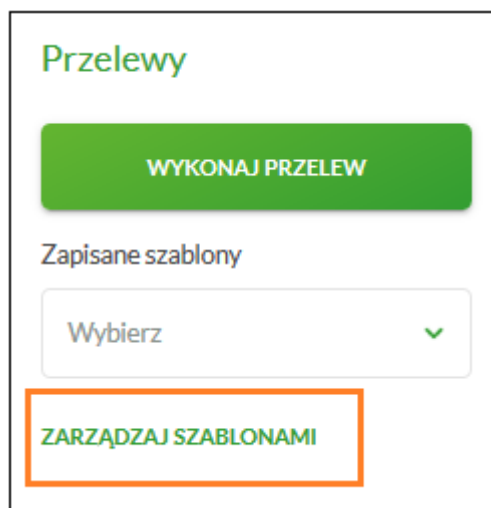 Przelewy
WYKONAJ PRZELEW
Zapisane szablony
Wybierz
ZARZĄDZAJ SZABLONAMI